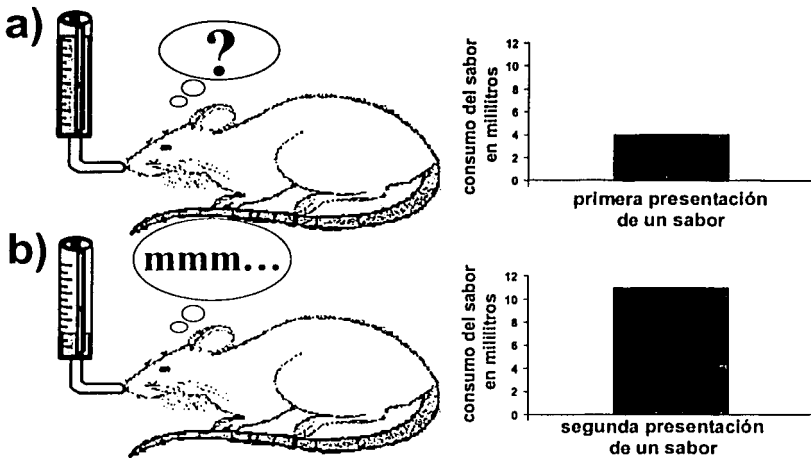 a)
?
consumo del sabor
en mililitros
12
10
8
6
4
2
0
primera presentación
de un sabor
b)
mmm...
consumo del sabor
en mililitros
12
10
8
6
4
2
0
segunda presentación
de un sabor